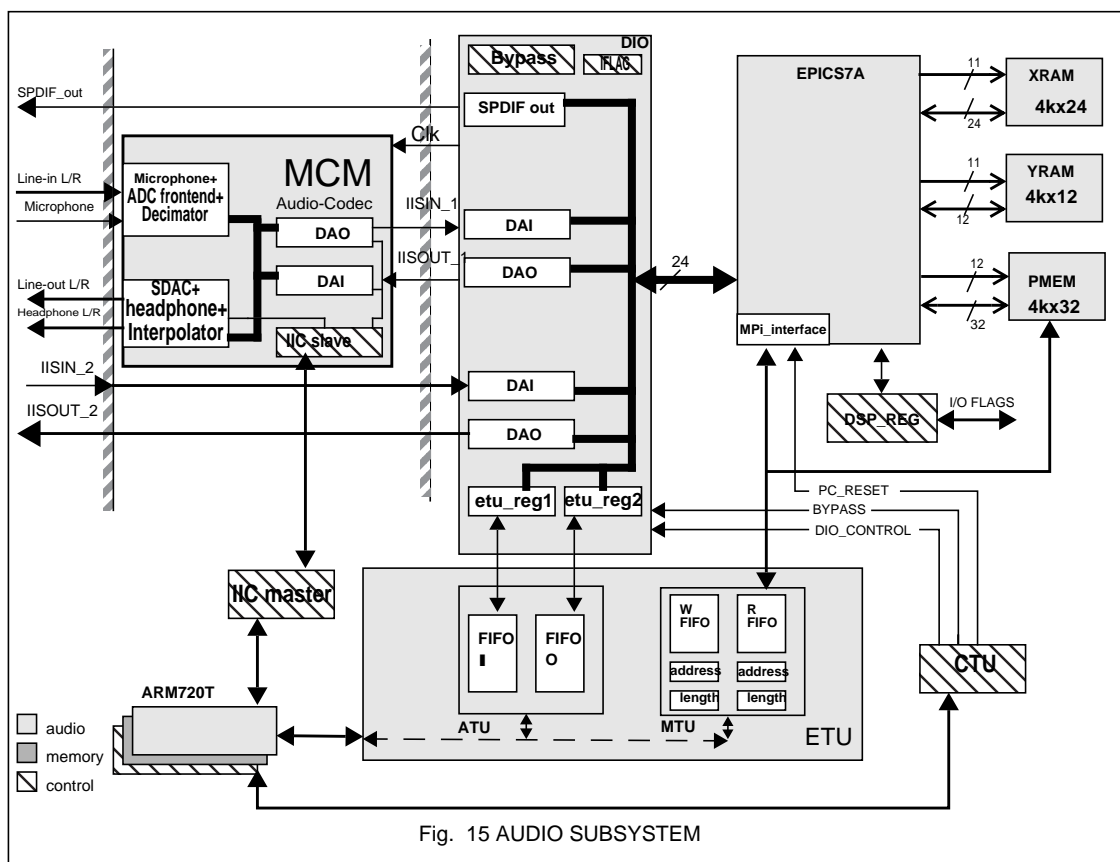 DIO
Bypass
IFLAG
EPICS7A
11
XRAM
4kx24
24
SPDIF_out
SPDIF out
Clk
MCM
Audio-Codec
Line-in L/R
Microphone
Microphone+
ADC frontend+
Decimator
DAO
DAI
IISIN_1
DAI
IISOUT_1
DAO
24
11
YRAM
4kx12
12
12
PMEM
4kx32
32
Line-out L/R
Headphone L/R
SDAC+
headphone+
Interpolator
IIC slave
MPi_interface
IISIN_2
DAI
IISOUT_2
DAO
DSP_REG
I/O FLAGS
etu_reg1
etu_reg2
PC_RESET
BYPASS
DIO_CONTROL
IIC master
FIFO
I
FIFO
O
W
FIFO
R
FIFO
address
address
length
length
CTU
ARM720T
ATU
MTU
ETU
audio
memory
control
Fig. 15 AUDIO SUBSYSTEM